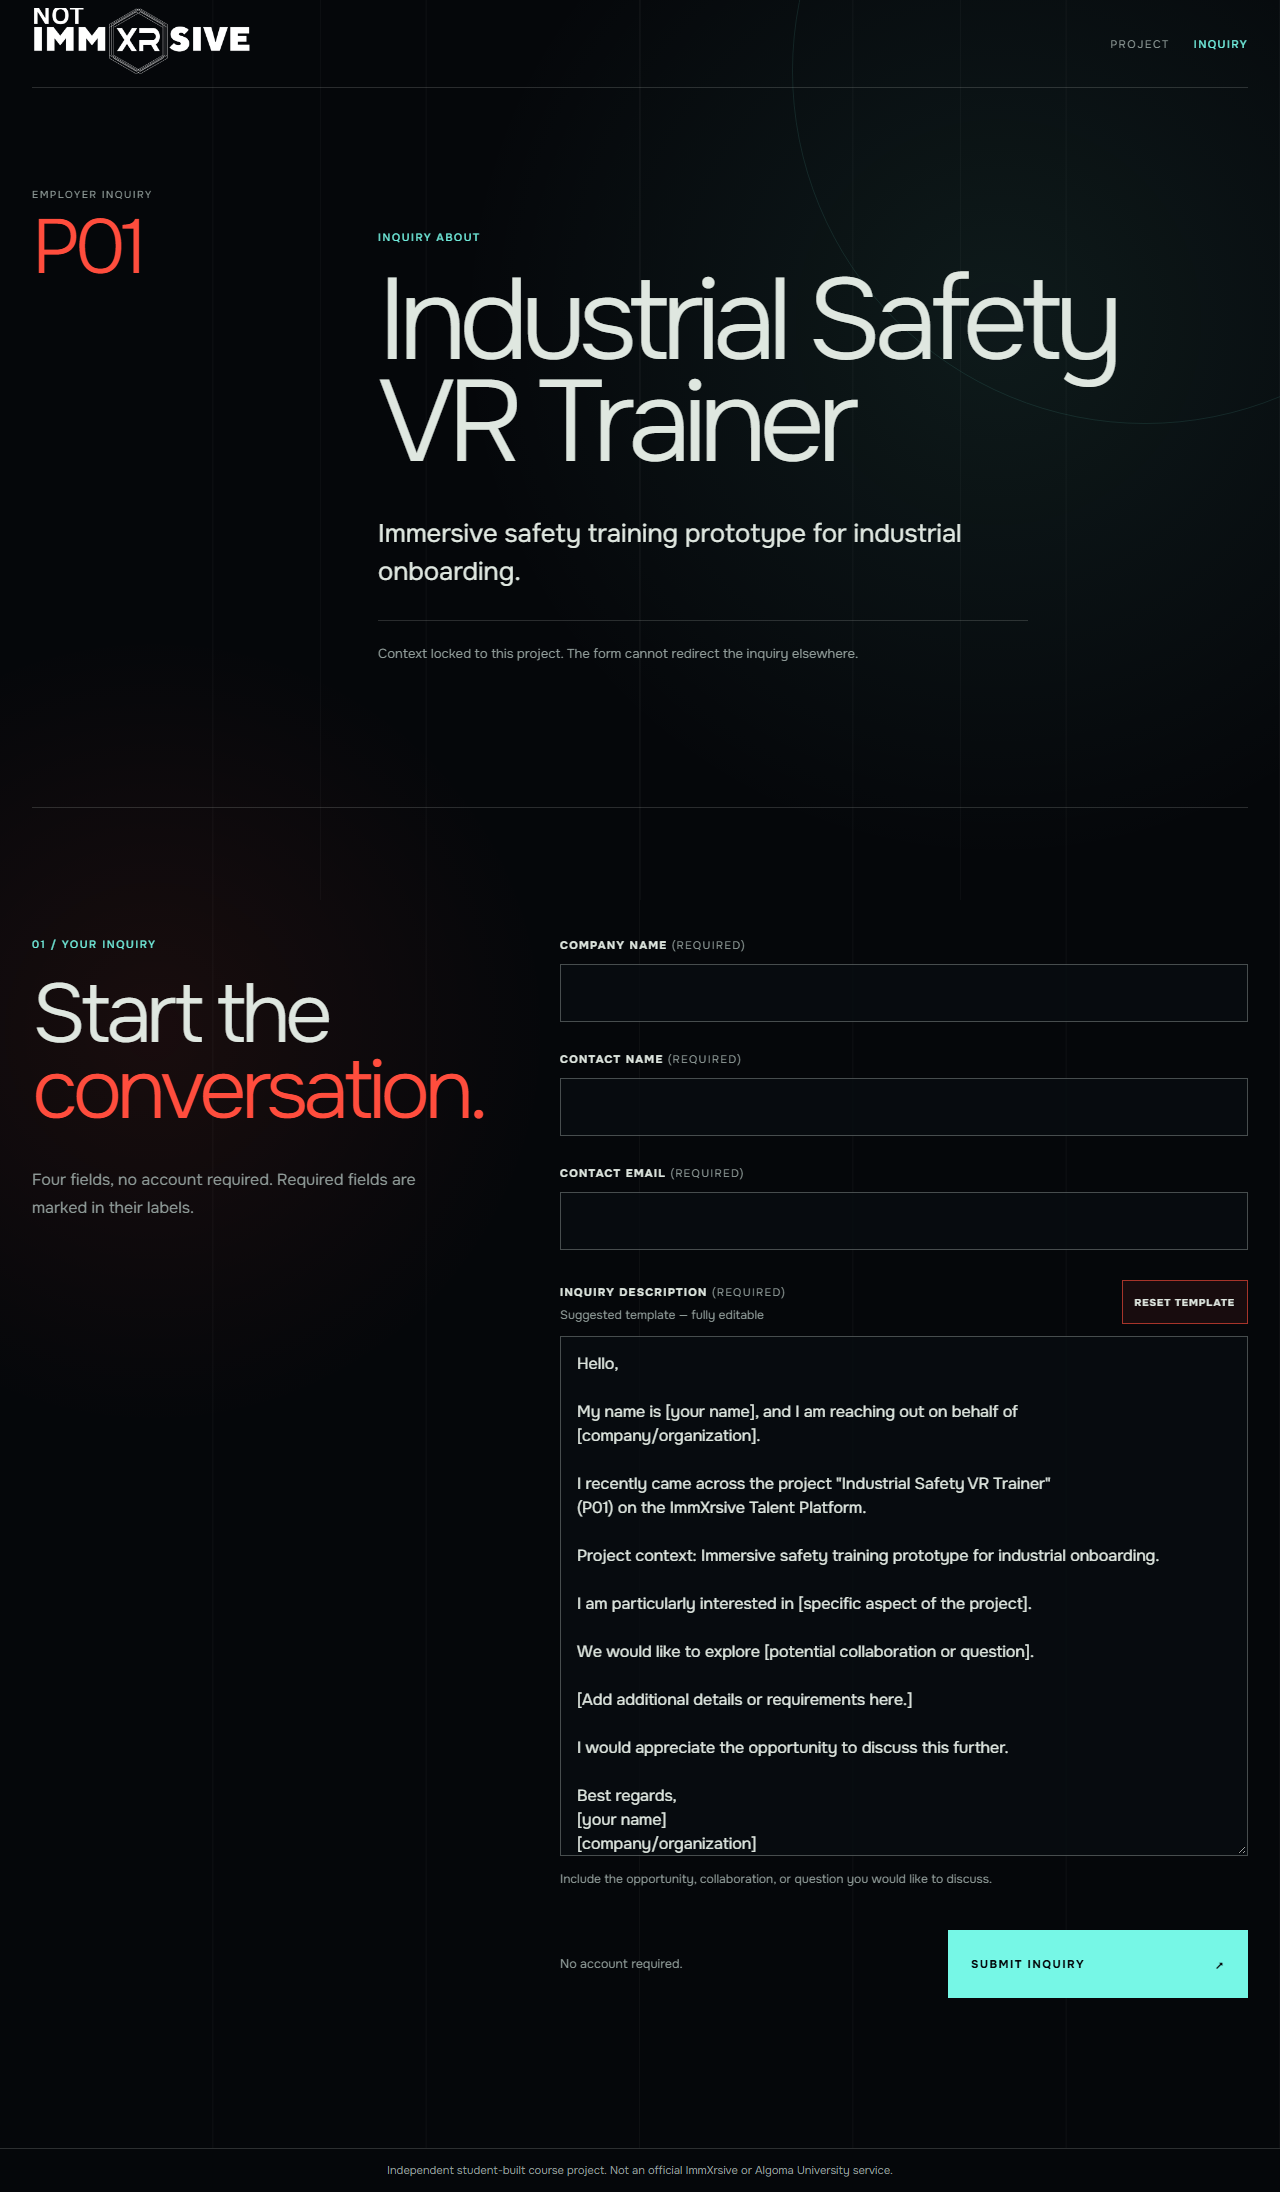 NOT
IMMXRSIVE
PROJECT
INQUIRY
EMPLOYER INQUIRY
P01
INQUIRY ABOUT
Industrial Safety
VR Trainer
Immersive safety training prototype for industrial
onboarding.
Context locked to this project. The form cannot redirect the inquiry elsewhere.
01 / YOUR INQUIRY
Start the
conversation.
Four fields, no account required. Required fields are
marked in their labels.
COMPANY NAME (REQUIRED)
CONTACT NAME (REQUIRED)
CONTACT EMAIL (REQUIRED)
INQUIRY DESCRIPTION (REQUIRED)
Suggested template — fully editable
RESET TEMPLATE
Hello,
My name is [your name], and I am reaching out on behalf of
[company/organization].
I recently came across the project "Industrial Safety VR Trainer"
(P01) on the ImmXrsive Talent Platform.
Project context: Immersive safety training prototype for industrial onboarding.
I am particularly interested in [specific aspect of the project].
We would like to explore [potential collaboration or question].
[Add additional details or requirements here.]
I would appreciate the opportunity to discuss this further.
Best regards,
[your name]
[company/organization]
Include the opportunity, collaboration, or question you would like to discuss.
No account required.
SUBMIT INQUIRY ↗
Independent student-built course project. Not an official ImmXrsive or Algoma University service.